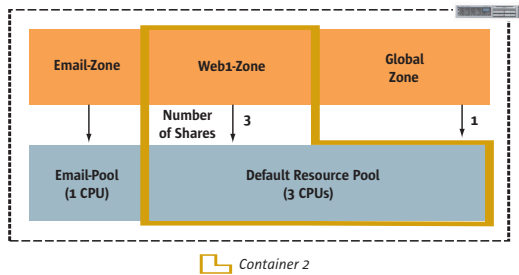 Email-Zone
Web1-Zone
Global
Zone
Number
of Shares
3
1
Email-Pool
(1 CPU)
Default Resource Pool
(3 CPUs)
Container 2